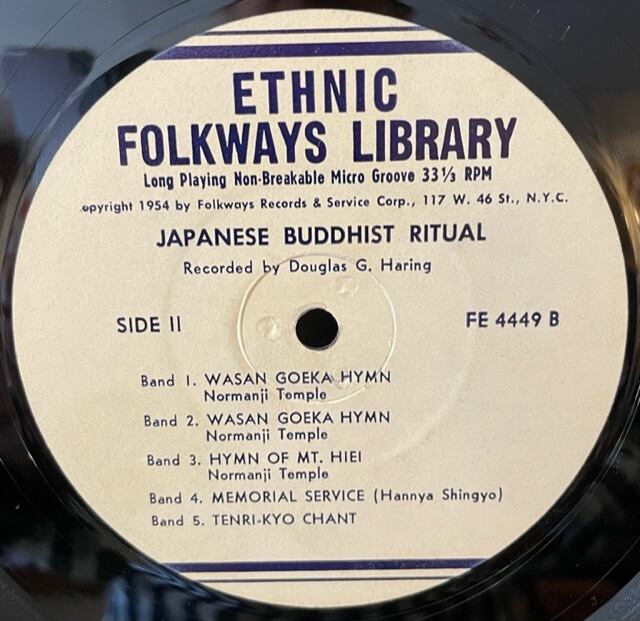 ETHNIC
FOLKWAYS LIBRARY
Long Playing Non-Breakable Micro Groove 33⅓ RPM
opyright 1954 by Folkways Records & Service Corp., 117 W. 46 St., N.Y.C.
JAPANESE BUDDHIST RITUAL
Recorded by Douglas G. Haring
SIDE II
FE 4449 B
Band 1. WASAN GOEKA HYMN
Normanji Temple
Band 2. WASAN GOEKA HYMN
Normanji Temple
Band 3. HYMN OF MT. HIEI
Normanji Temple
Band 4. MEMORIAL SERVICE (Hannya Shingyo)
Band 5. TENRI-KYO CHANT